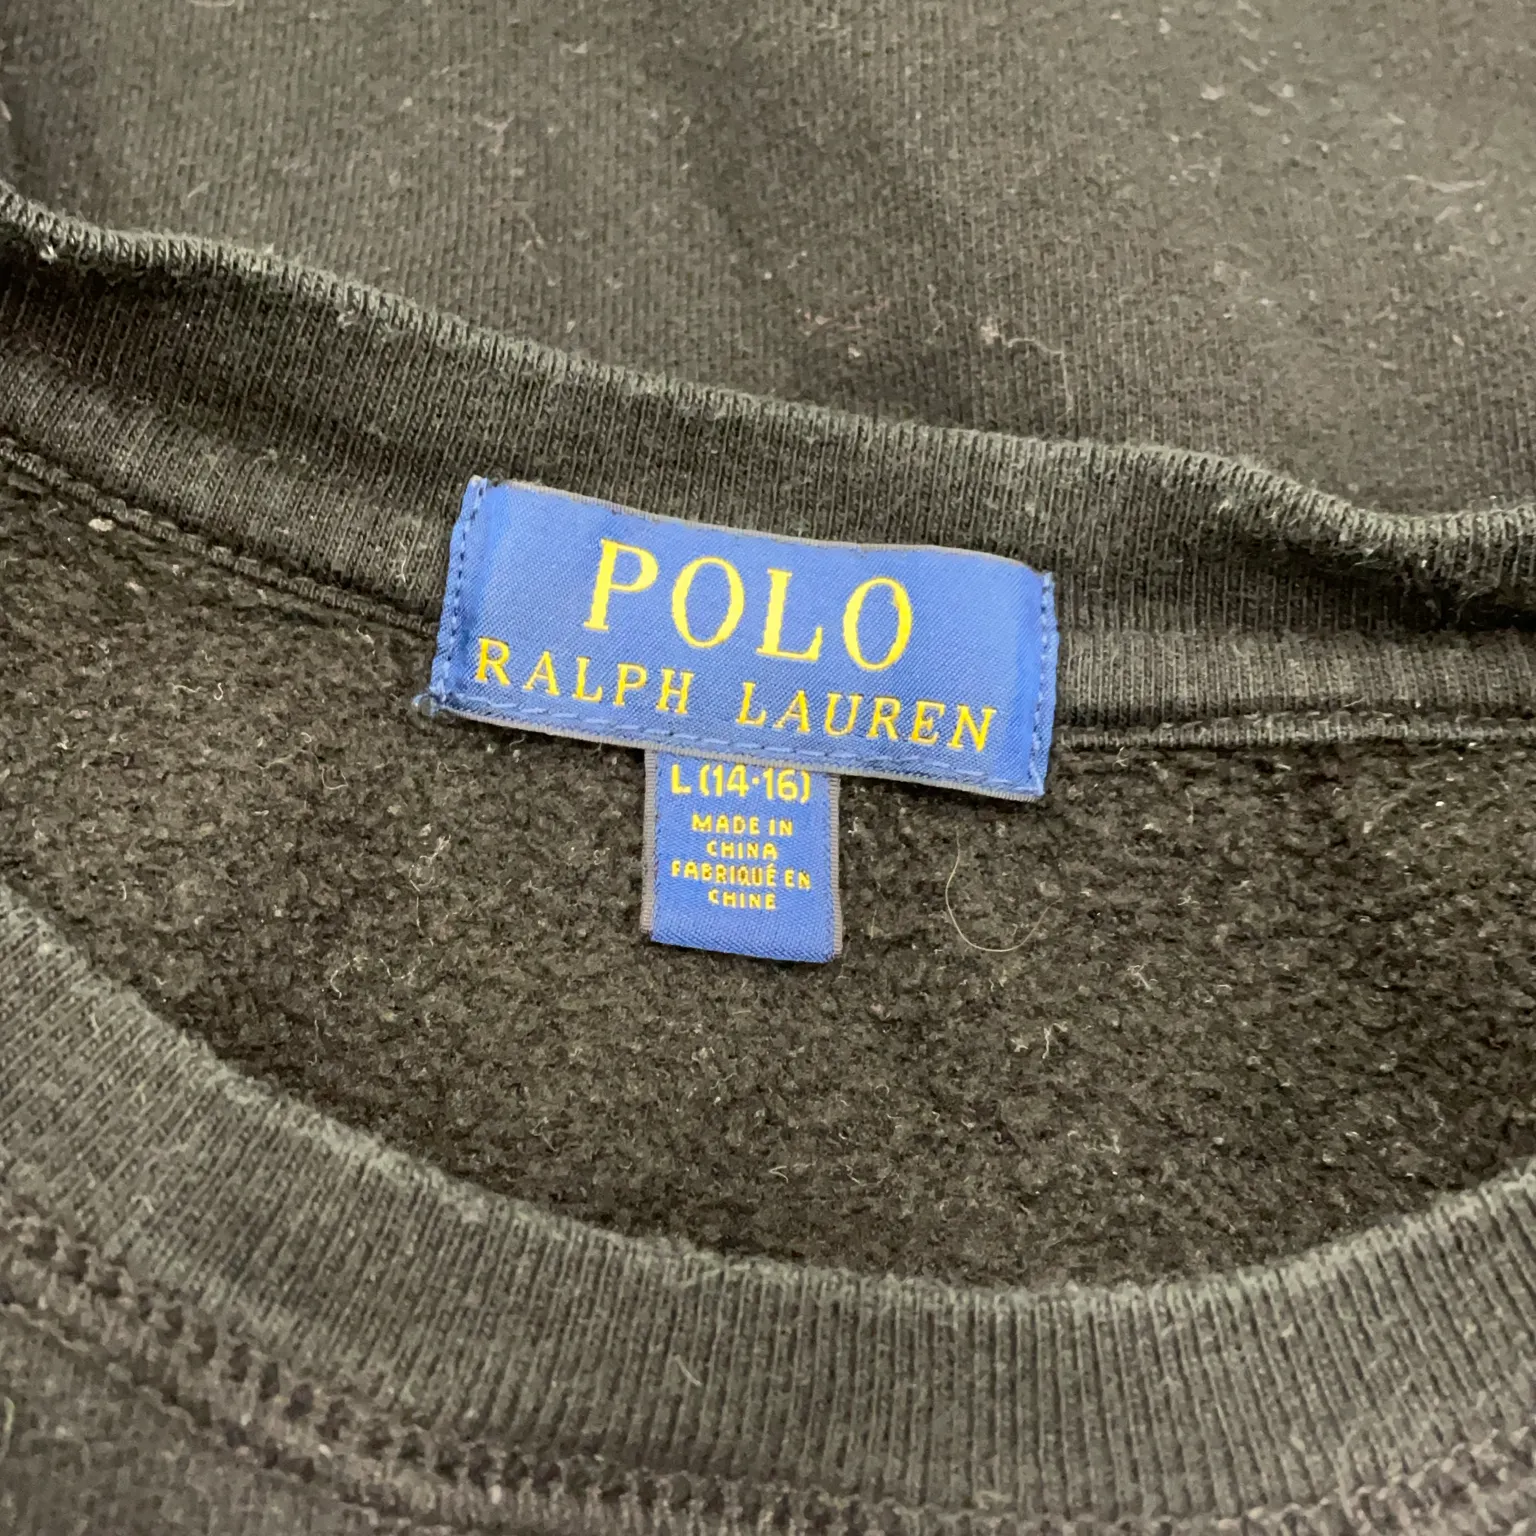 POLO
RALPH LAUREN
L (14-16)
MADE IN
CHINA
FABRIQUÉ EN
CHINE